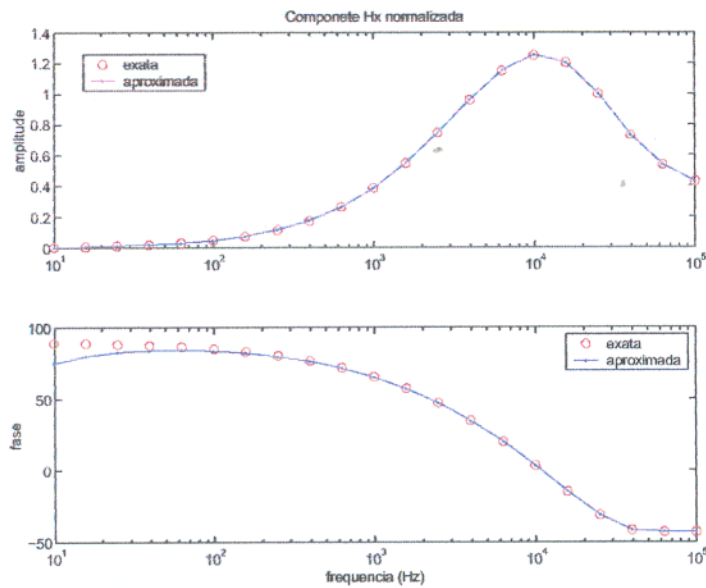 Componete Hx normalizada
1.4
1.2
1
0.8
0.6
0.4
0.2
0
amplitude
exata
aproximada
10^1
10^2
10^3
10^4
10^5
100
50
0
-50
fase
exata
aproximada
10^1
10^2
10^3
10^4
10^5
frequencia (Hz)